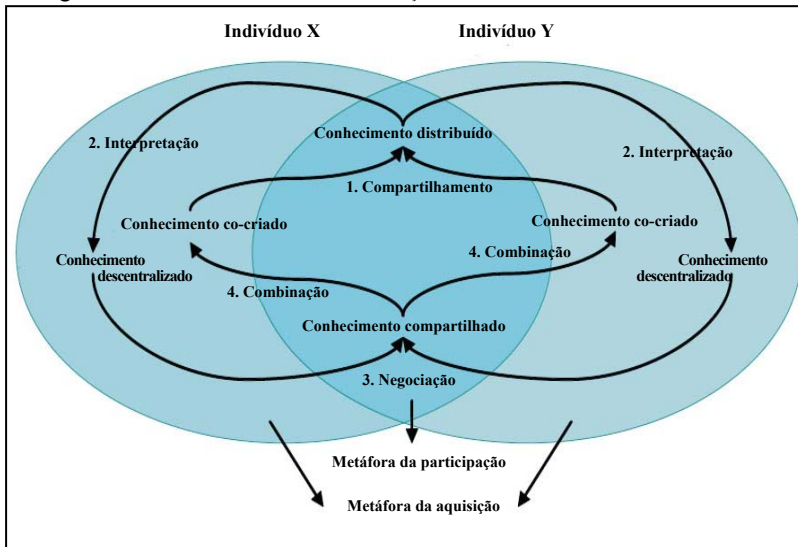 Indivíduo X
Indivíduo Y
Conhecimento distribuído
2. Interpretação
2. Interpretação
1. Compartilhamento
Conhecimento co-criado
Conhecimento co-criado
Conhecimento
descentralizado
4. Combinação
Conhecimento
descentralizado
4. Combinação
Conhecimento compartilhado
3. Negociação
Metáfora da participação
Metáfora da aquisição